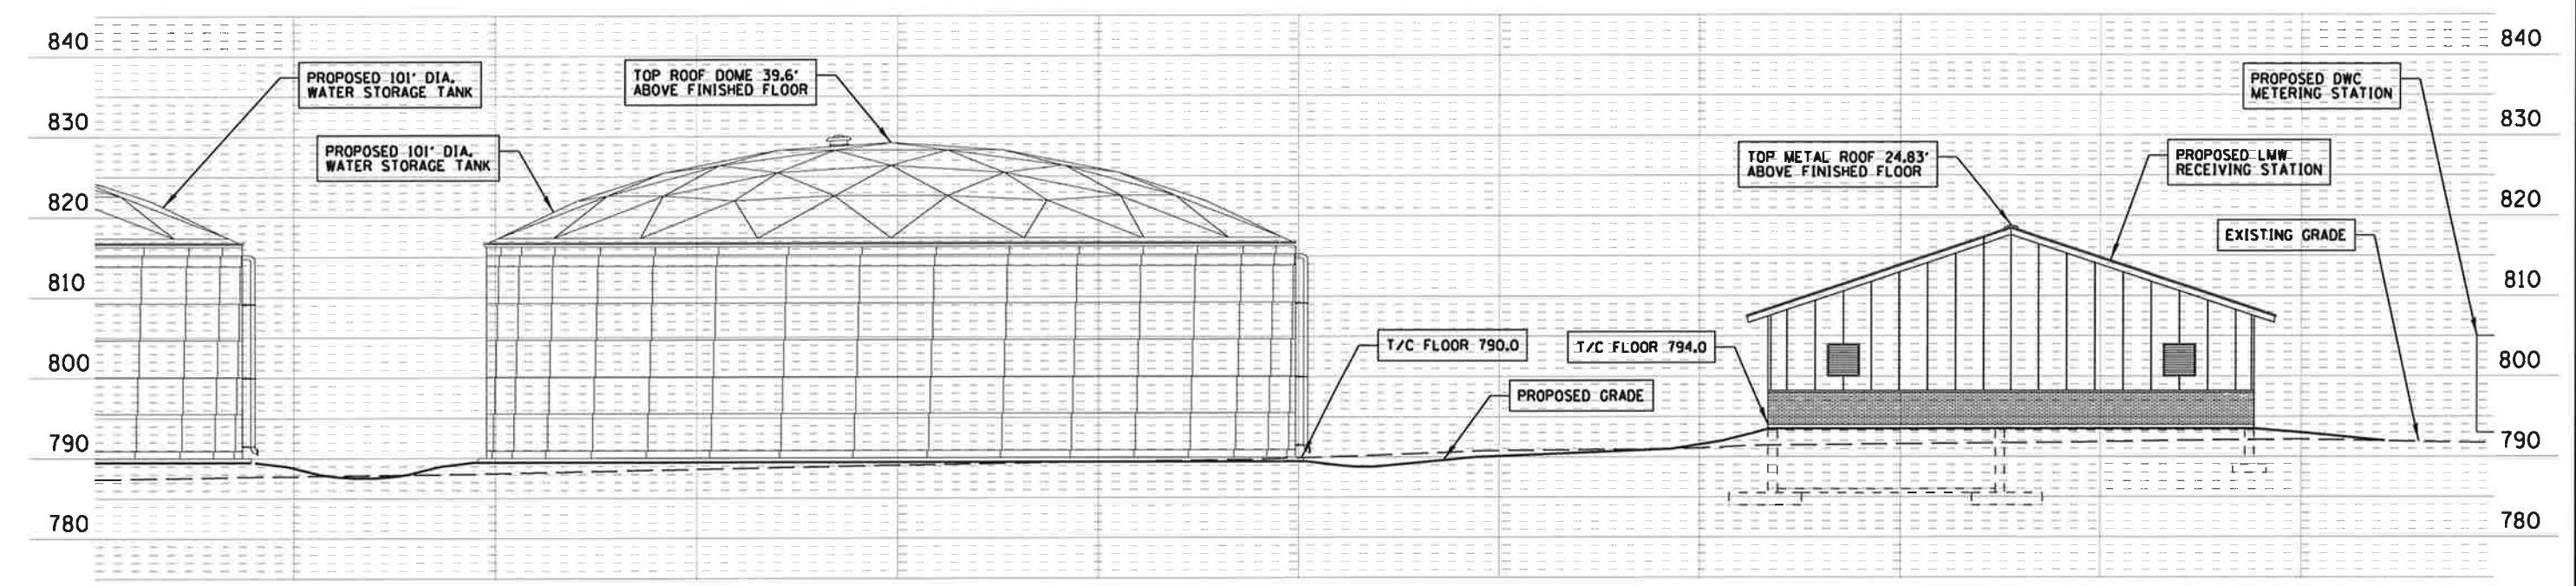 840
830
820
810
800
790
780
PROPOSED 101' DIA.
WATER STORAGE TANK
PROPOSED 101' DIA.
WATER STORAGE TANK
TOP ROOF DOME 39.6'
ABOVE FINISHED FLOOR
T/C FLOOR 790.0
PROPOSED GRADE
T/C FLOOR 794.0
TOP METAL ROOF 24.83'
ABOVE FINISHED FLOOR
PROPOSED LMW
RECEIVING STATION
EXISTING GRADE
PROPOSED DWC
METERING STATION
840
830
820
810
800
790
780